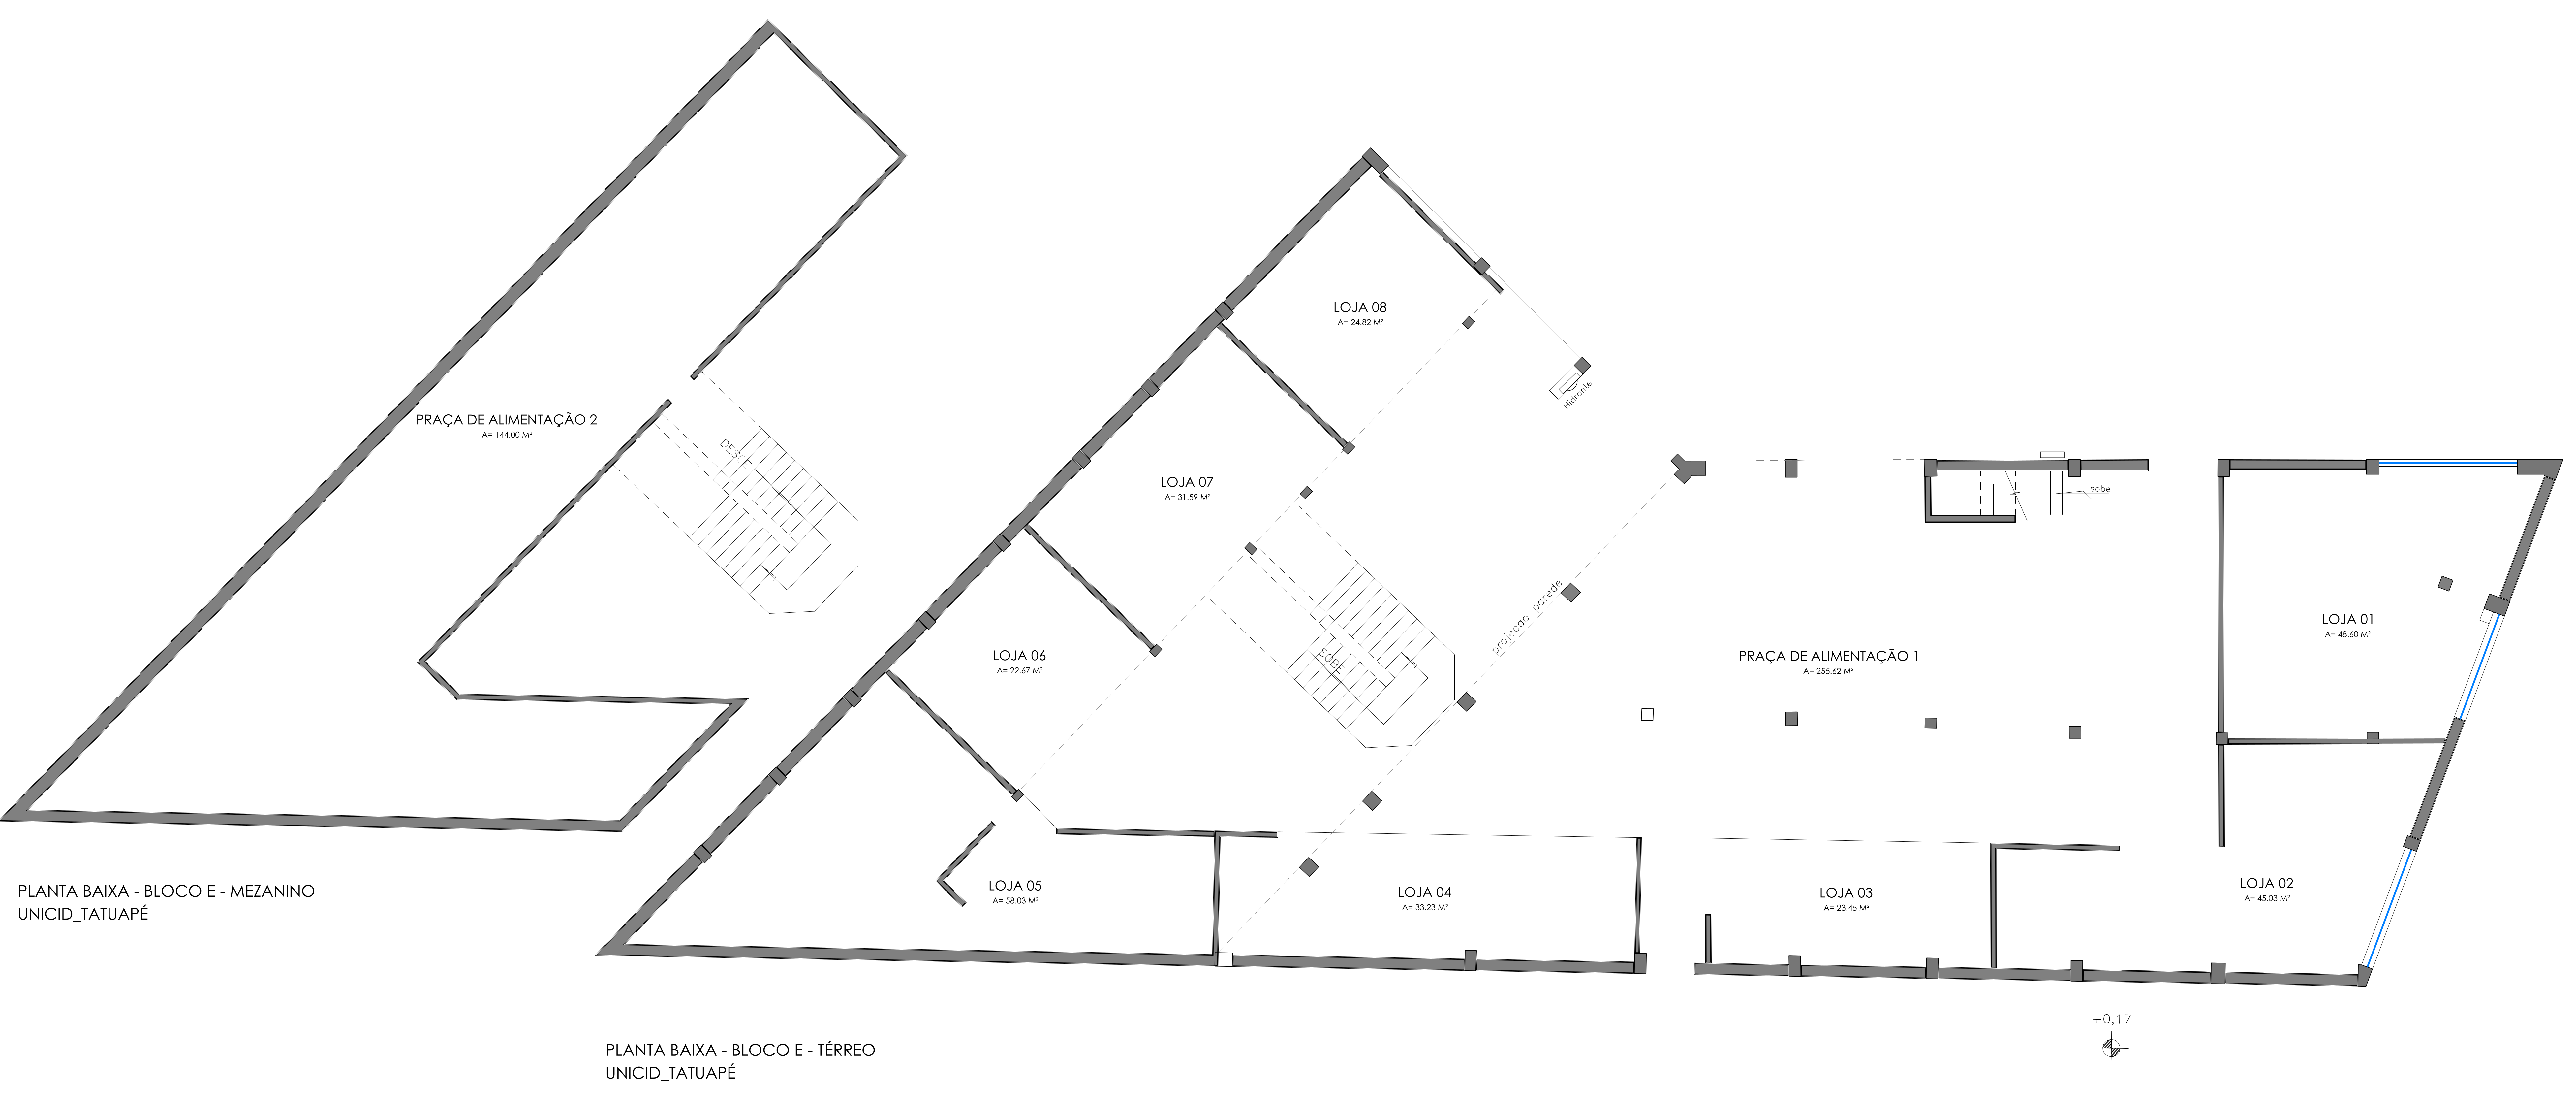 PRAÇA DE ALIMENTAÇÃO 2
A= 144.00 M²
DESCE
PLANTA BAIXA - BLOCO E - MEZANINO
UNICID_TATUAPÉ
LOJA 08
A= 24.82 M²
Hidrante
LOJA 07
A= 31.59 M²
LOJA 06
A= 22.67 M²
SOBE
projecao parede
sobe
PRAÇA DE ALIMENTAÇÃO 1
A= 255.62 M²
LOJA 01
A= 48.60 M²
LOJA 05
A= 58.03 M²
LOJA 04
A= 33.23 M²
LOJA 03
A= 23.45 M²
LOJA 02
A= 45.03 M²
+0,17
PLANTA BAIXA - BLOCO E - TÉRREO
UNICID_TATUAPÉ